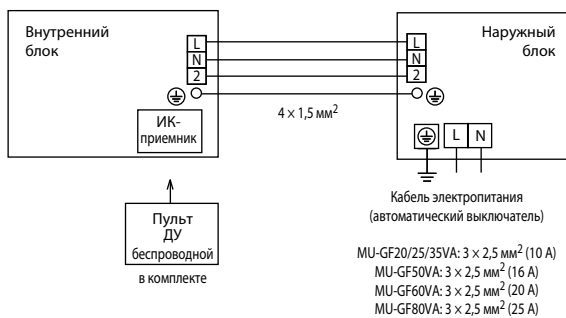 Внутренний
блок
L
N
2
ИК-
приемник
4 × 1,5 мм²
L
N
2
Наружный
блок
L N
Пульт
ДУ
беспроводной
в комплекте
Кабель электропитания
(автоматический выключатель)
MU-GF20/25/35VA: 3 × 2,5 мм² (10 А)
MU-GF50VA: 3 × 2,5 мм² (16 А)
MU-GF60VA: 3 × 2,5 мм² (20 А)
MU-GF80VA: 3 × 2,5 мм² (25 А)